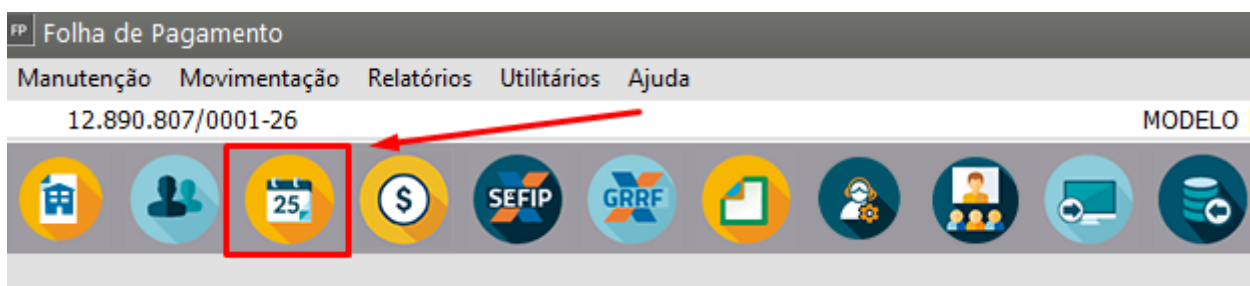 FP Folha de Pagamento
Manutenção Movimentação Relatórios Utilitários Ajuda
12.890.807/0001-26 MODELO
25 $ SEFIP GRRF